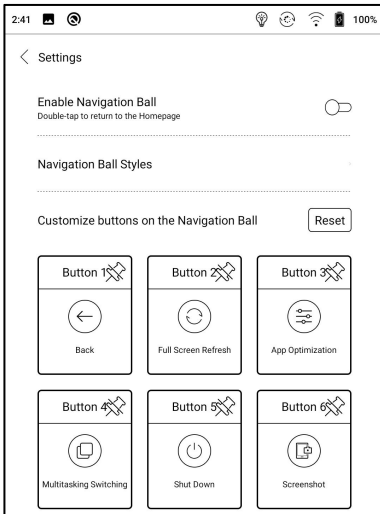 2:41
100%
Settings
Enable Navigation Ball
Double-tap to return to the Homepage
Navigation Ball Styles
Customize buttons on the Navigation Ball Reset
Button 1 Button 2 Button 3
Back Full Screen Refresh App Optimization
Button 4 Button 5 Button 6
Multitasking Switching Shut Down Screenshot